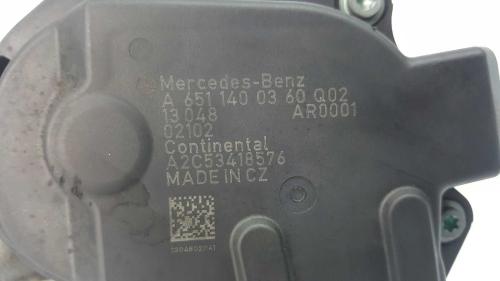 Mercedes-Benz
A 651 140 03 60 Q02
13 048 AR0001
02102
Continental
A2C53418576
MADE IN CZ